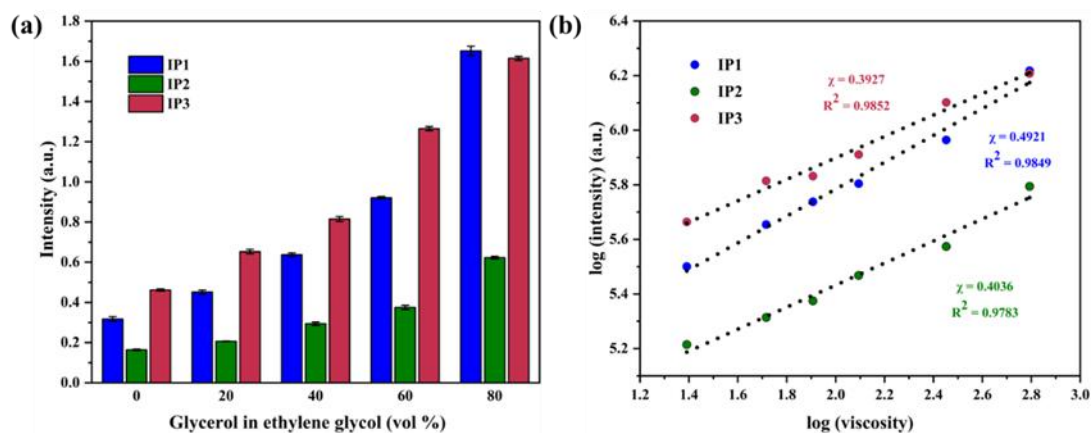 (a)
1.8
1.6
1.4
1.2
1.0
0.8
0.6
0.4
0.2
0.0
Intensity (a.u.)
IP1
IP2
IP3
0 20 40 60 80
Glycerol in ethylene glycol (vol %)
(b)
6.2
6.0
5.8
5.6
5.4
5.2
log (intensity) (a.u.)
IP1
IP2
IP3
χ = 0.3927
R² = 0.9852
χ = 0.4921
R² = 0.9849
χ = 0.4036
R² = 0.9783
1.2 1.4 1.6 1.8 2.0 2.2 2.4 2.6 2.8 3.0
log (viscosity)